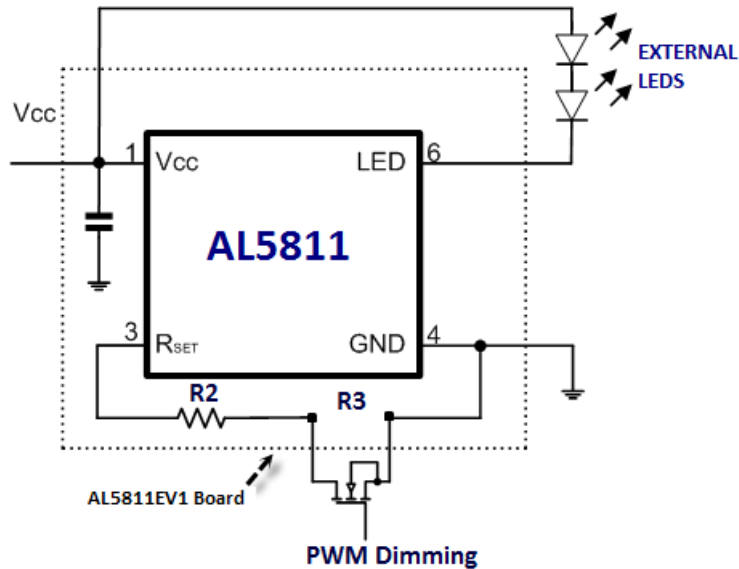 EXTERNAL
LEDS
Vcc
1
Vcc
LED
6
AL5811
3
RSET
GND
4
R2
R3
AL5811EV1 Board
PWM Dimming